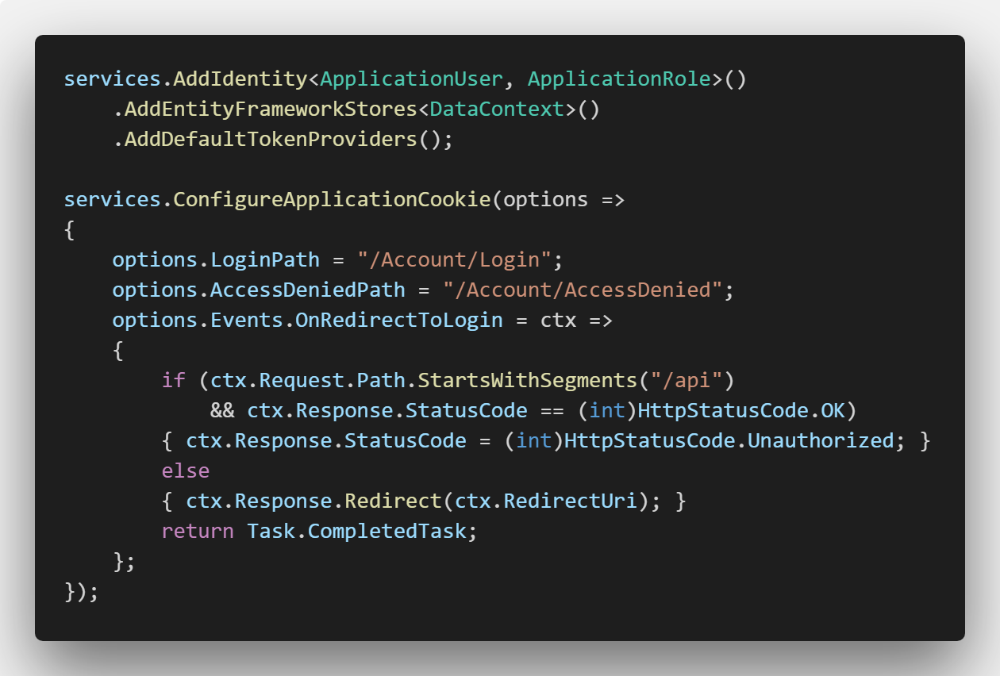 services.AddIdentity<ApplicationUser, ApplicationRole>()
    .AddEntityFrameworkStores<DataContext>()
    .AddDefaultTokenProviders();

services.ConfigureApplicationCookie(options =>
{
    options.LoginPath = "/Account/Login";
    options.AccessDeniedPath = "/Account/AccessDenied";
    options.Events.OnRedirectToLogin = ctx =>
    {
        if (ctx.Request.Path.StartsWithSegments("/api")
            && ctx.Response.StatusCode == (int)HttpStatusCode.OK)
        { ctx.Response.StatusCode = (int)HttpStatusCode.Unauthorized; }
        else
        { ctx.Response.Redirect(ctx.RedirectUri); }
        return Task.CompletedTask;
    };
});